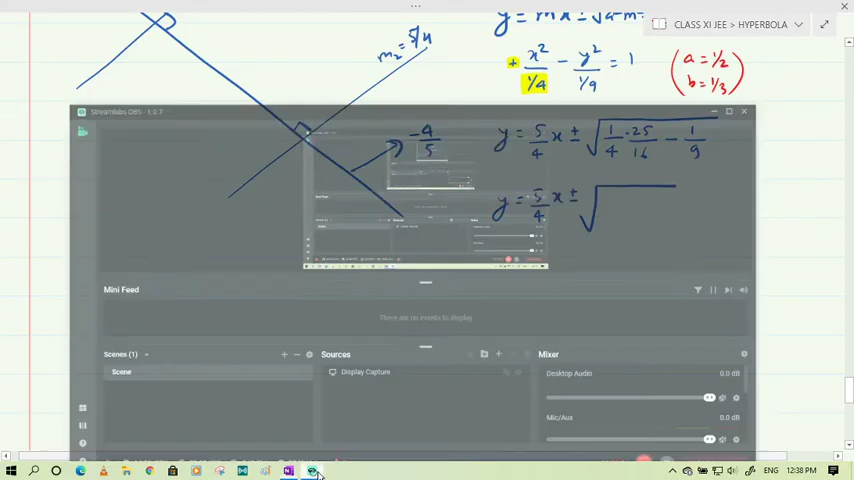 y = mx ± √a²m²
CLASS XI JEE > HYPERBOLA
m₂ = 5/4
+ x²/1/4 - y²/1/9 = 1
(a = 1/2
b = 1/3)
Streamlabs OBS - 1.0.7
-4/5
y = 5/4 x ± √1/4 · 25/16 - 1/9
y = 5/4 x ± √
Mini Feed
There are no events to display
Scenes (1)
Sources
Mixer
Scene
Display Capture
Desktop Audio
0.0 dB
Mic/Aux
0.0 dB
ENG
12:38 PM